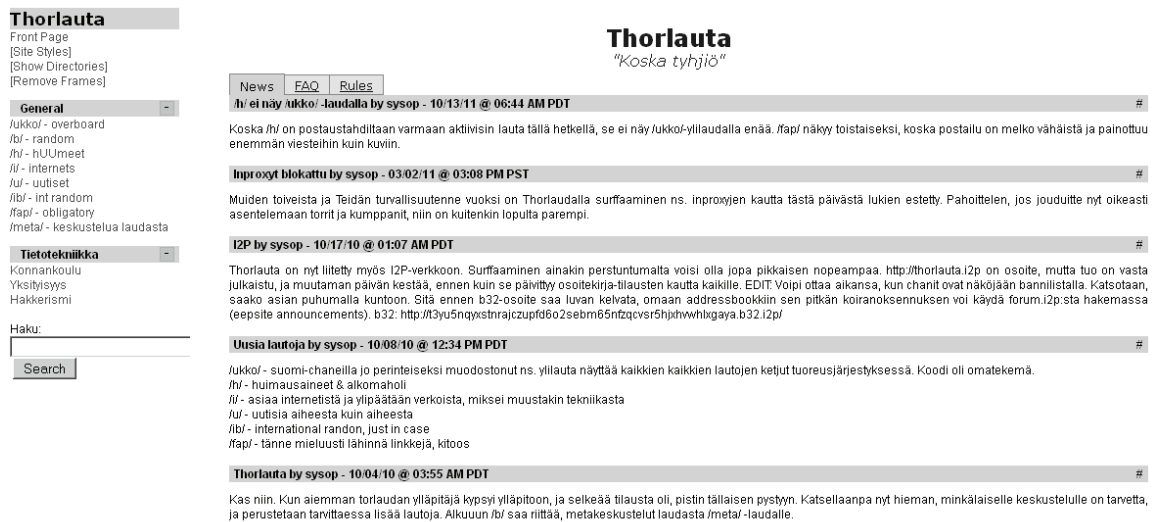 Thorlauta
Front Page
[Site Styles]
[Show Directories]
[Remove Frames]
General -
/ukko/ - overboard
/b/ - random
/h/ - hUUmeet
/i/ - internets
/u/ - uutiset
/ib/ - int random
/fap/ - obligatory
/meta/ - keskustelua laudasta
Tietotekniikka -
Konnankoulu
Yksityisyys
Hakkerismi
Haku:
Search
Thorlauta
"Koska tyhjiö"
News FAQ Rules
/h/ ei näy /ukko/ -laudalla by sysop - 10/13/11 @ 06:44 AM PDT #
Koska /h/ on postaustahdiltaan varmaan aktiivisin lauta tällä hetkellä, se ei näy /ukko/-ylilaudalla enää. /fap/ näkyy toistaiseksi, koska postailu on melko vähäistä ja painottuu
enemmän viesteihin kuin kuviin.
Inproxyt blokattu by sysop - 03/02/11 @ 03:08 PM PST #
Muiden toiveista ja Teidän turvallisuutenne vuoksi on Thorlaudalla surffaaminen ns. inproxyjen kautta tästä päivästä lukien estetty. Pahoittelen, jos jouduitte nyt oikeasti
asentelemaan torrit ja kumppanit, niin on kuitenkin lopulta parempi.
I2P by sysop - 10/17/10 @ 01:07 AM PDT #
Thorlauta on nyt liitetty myös I2P-verkkoon. Surffaaminen ainakin perstuntumalta voisi olla jopa pikkaisen nopeampaa. http://thorlauta.i2p on osoite, mutta tuo on vasta
julkaistu, ja muutaman päivän kestää, ennen kuin se päivittyy osoitekirja-tilausten kautta kaikille. EDIT: Voipi ottaa aikansa, kun chanit ovat näköjään bannilistalla. Katsotaan,
saako asian puhumalla kuntoon. Sitä ennen b32-osoite saa luvan kelvata, omaan addressbookkiin sen pitkän koiranoksennuksen voi käydä forum.i2p:sta hakemassa
(eepsite announcements). b32: http://t3yu5nqyxstnrajczupfd6o2sebm65nfzqcvsr5hjxhvwhlxgaya.b32.i2p/
Uusia lautoja by sysop - 10/08/10 @ 12:34 PM PDT #
/ukko/ - suomi-chaneilla jo perinteiseksi muodostonut ns. ylilauta näyttää kaikkien kaikkien lautojen ketjut tuoreusjärjestyksessä. Koodi oli omatekemä.
/h/ - huimausaineet & alkomaholi
/i/ - asiaa internetistä ja ylipäätään verkoista, miksei muustakin tekniikasta
/u/ - uutisia aiheesta kuin aiheesta
/ib/ - international randon, just in case
/fap/ - tänne mieluusti lähinnä linkkejä, kitoos
Thorlauta by sysop - 10/04/10 @ 03:55 AM PDT #
Kas niin. Kun aiemman torlaudan ylläpitäjä kypsyi ylläpitoon, ja selkeää tilausta oli, pistin tällaisen pystyyn. Katsellaanpa nyt hieman, minkälaiselle keskustelulle on tarvetta,
ja perustetaan tarvittaessa lisää lautoja. Alkuun /b/ saa riittää, metakeskustelut laudasta /meta/ -laudalle.